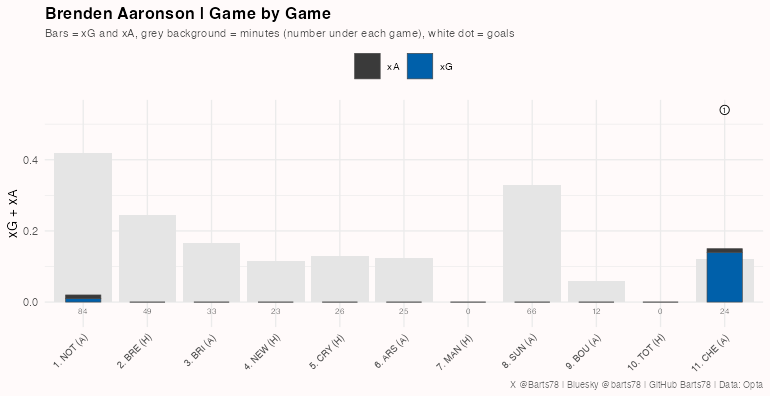 Brenden Aaronson | Game by Game
Bars = xG and xA, grey background = minutes (number under each game), white dot = goals
xA xG
1
xG + xA
0.4
0.2
0.0
84 49 33 23 26 25 0 66 12 0 24
1. NOT (A) 2. BRE (H) 3. BRI (A) 4. NEW (H) 5. CRY (H) 6. ARS (A) 7. MAN (H) 8. SUN (A) 9. BOU (A) 10. TOT (H) 11. CHE (A)
X @Barts78 | Bluesky @barts78 | GitHub Barts78 | Data: Opta